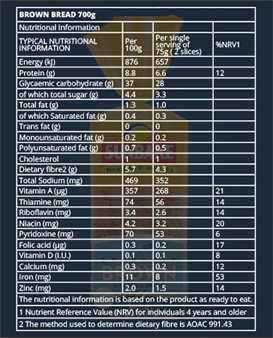 BROWN BREAD 700g
Nutritional Information
TYPICAL NUTRITIONAL INFORMATION Per 100g Per single serving of 75g ( 2 slices) %NRV1
Energy (kJ) 876 657
Protein (g) 8.8 6.6 12
Glycaemic carbohydrate (g) 37 28
of which total sugar (g) 4.4 3.3
Total fat (g) 1.3 1.0
of which Saturated fat (g) 0.4 0.3
Trans fat (g) 0 0
Monounsaturated fat (g) 0.2 0.2
Polyunsaturated fat (g) 0.7 0.5
Cholesterol 1 1
Dietary fibre2 (g) 5.7 4.3
Total Sodium (mg) 469 352
Vitamin A (µg) 357 268 21
Thiamine (mg) 74 56 14
Riboflavin (mg) 3.4 2.6 14
Niacin (mg) 4.2 3.2 20
Pyridoxine (mg) 70 53 6
Folic acid (µg) 0.3 0.2 17
Vitamin D (I.U.) 0.1 0.1 8
Calcium (mg) 0.3 0.2 12
Iron (mg) 11 8 53
Zinc (mg) 2.0 1.5 14
The nutritional information is based on the product as ready to eat.
1 Nutrient Reference Value (NRV) for individuals 4 years and older
2 The method used to determine dietary fibre is AOAC 991.43
SUNBAKE
BROWN